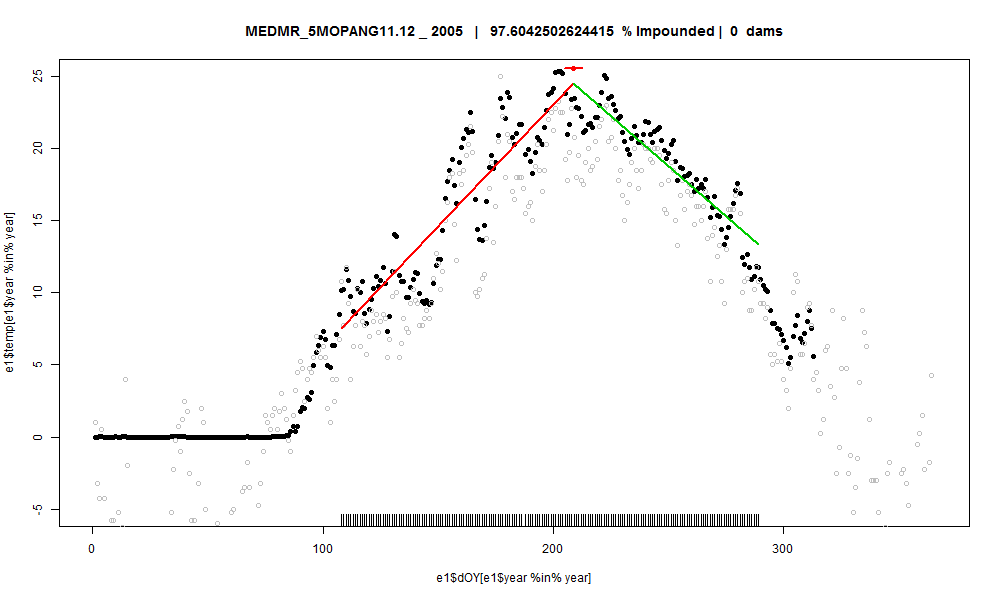 MEDMR_5MOPANG11.12 _ 2005 | 97.6042502624415 % Impounded | 0 dams
25
20
15
10
5
0
-5
e1$temp[e1$year %in% year]
0 100 200 300
e1$dOY[e1$year %in% year]